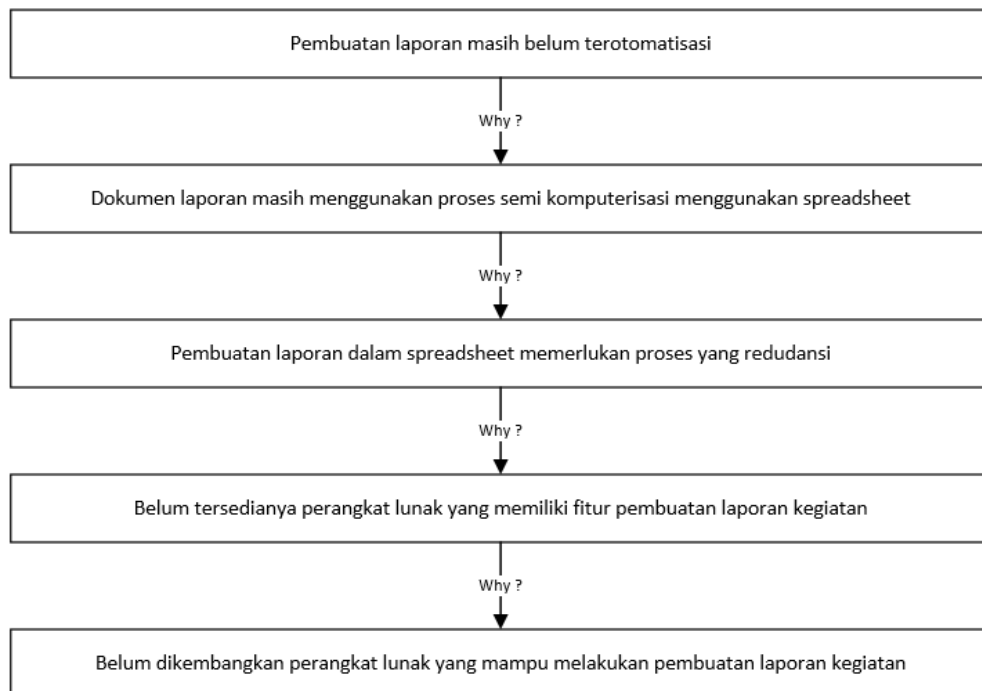 Pembuatan laporan masih belum terotomatisasi
Why ?
Dokumen laporan masih menggunakan proses semi komputerisasi menggunakan spreadsheet
Why ?
Pembuatan laporan dalam spreadsheet memerlukan proses yang redudansi
Why ?
Belum tersedianya perangkat lunak yang memiliki fitur pembuatan laporan kegiatan
Why ?
Belum dikembangkan perangkat lunak yang mampu melakukan pembuatan laporan kegiatan